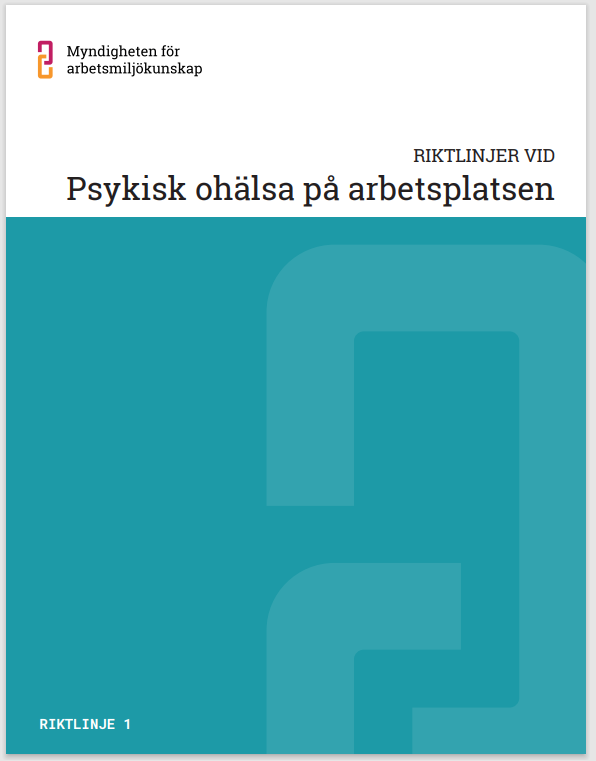 Myndigheten för
arbetsmiljökunskap
RIKTLINJER VID
Psykisk ohälsa på arbetsplatsen
RIKTLINJE 1